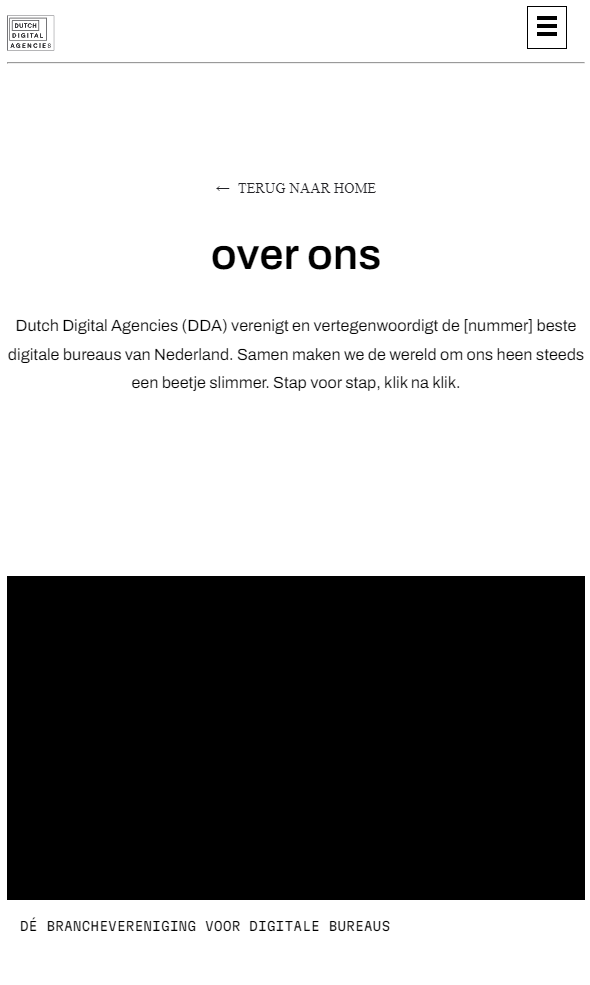 DUTCH
DIGITAL
AGENCIES
← TERUG NAAR HOME
over ons
Dutch Digital Agencies (DDA) verenigt en vertegenwoordigt de [nummer] beste
digitale bureaus van Nederland. Samen maken we de wereld om ons heen steeds
een beetje slimmer. Stap voor stap, klik na klik.
DÉ BRANCHEVERENIGING VOOR DIGITALE BUREAUS